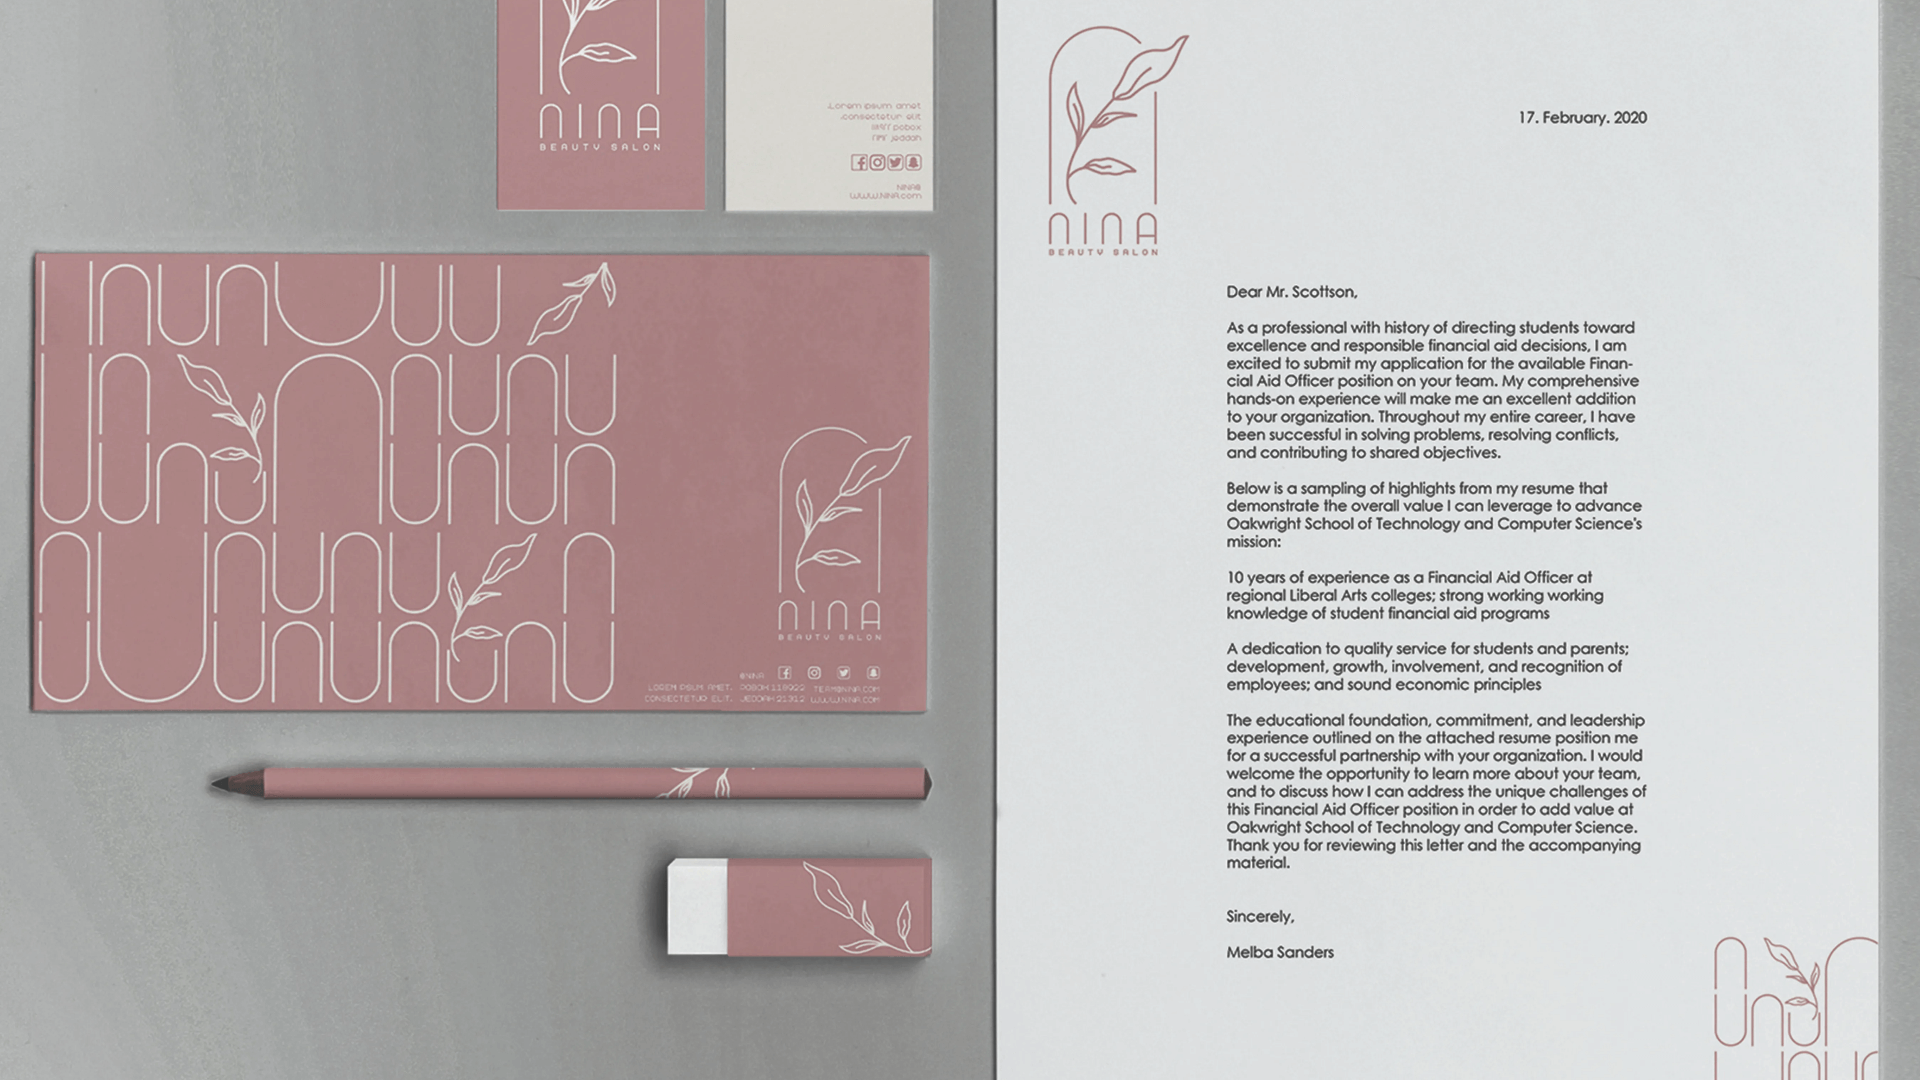 NINA
BEAUTY SALON
Lorem ipsum amet
consectetur elit
pobox
jeddah
NINA@
WWW.NINA.com
NINA
BEAUTY SALON
@NINA
LOREM IPSUM AMET. POBOX 118922 TEAM@NINA.COM
CONSECTETUR ELIT. JEDDAH 21312 WWW.NINA.COM
NINA
BEAUTY SALON
17. February. 2020
Dear Mr. Scottson,
As a professional with history of directing students toward
excellence and responsible financial aid decisions, I am
excited to submit my application for the available Finan-
cial Aid Officer position on your team. My comprehensive
hands-on experience will make me an excellent addition
to your organization. Throughout my entire career, I have
been successful in solving problems, resolving conflicts,
and contributing to shared objectives.
Below is a sampling of highlights from my resume that
demonstrate the overall value I can leverage to advance
Oakwright School of Technology and Computer Science's
mission:
10 years of experience as a Financial Aid Officer at
regional Liberal Arts colleges; strong working working
knowledge of student financial aid programs
A dedication to quality service for students and parents;
development, growth, involvement, and recognition of
employees; and sound economic principles
The educational foundation, commitment, and leadership
experience outlined on the attached resume position me
for a successful partnership with your organization. I would
welcome the opportunity to learn more about your team,
and to discuss how I can address the unique challenges of
this Financial Aid Officer position in order to add value at
Oakwright School of Technology and Computer Science.
Thank you for reviewing this letter and the accompanying
material.
Sincerely,
Melba Sanders